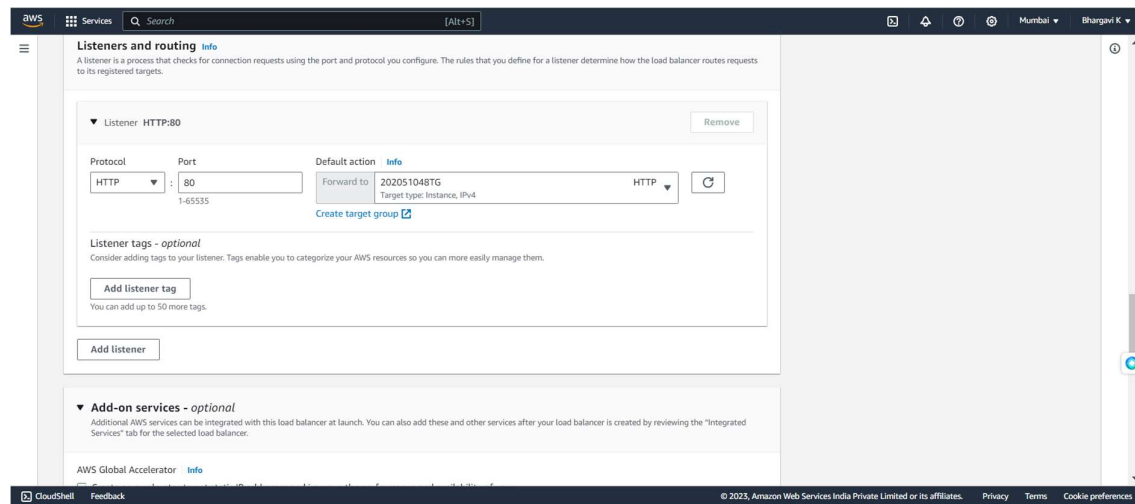 aws Services Search [Alt+S] Mumbai Bhargavi K
Listeners and routing Info
A listener is a process that checks for connection requests using the port and protocol you configure. The rules that you define for a listener determine how the load balancer routes requests
to its registered targets.
Listener HTTP:80 Remove
Protocol Port Default action Info
HTTP : 80 Forward to 202051048TG HTTP
Target type: Instance, IPv4
1-65535
Create target group
Listener tags - optional
Consider adding tags to your listener. Tags enable you to categorize your AWS resources so you can more easily manage them.
Add listener tag
You can add up to 50 more tags.
Add listener
Add-on services - optional
Additional AWS services can be integrated with this load balancer at launch. You can also add these and other services after your load balancer is created by reviewing the "Integrated
Services" tab for the selected load balancer.
AWS Global Accelerator Info
CloudShell Feedback © 2023, Amazon Web Services India Private Limited or its affiliates. Privacy Terms Cookie preferences